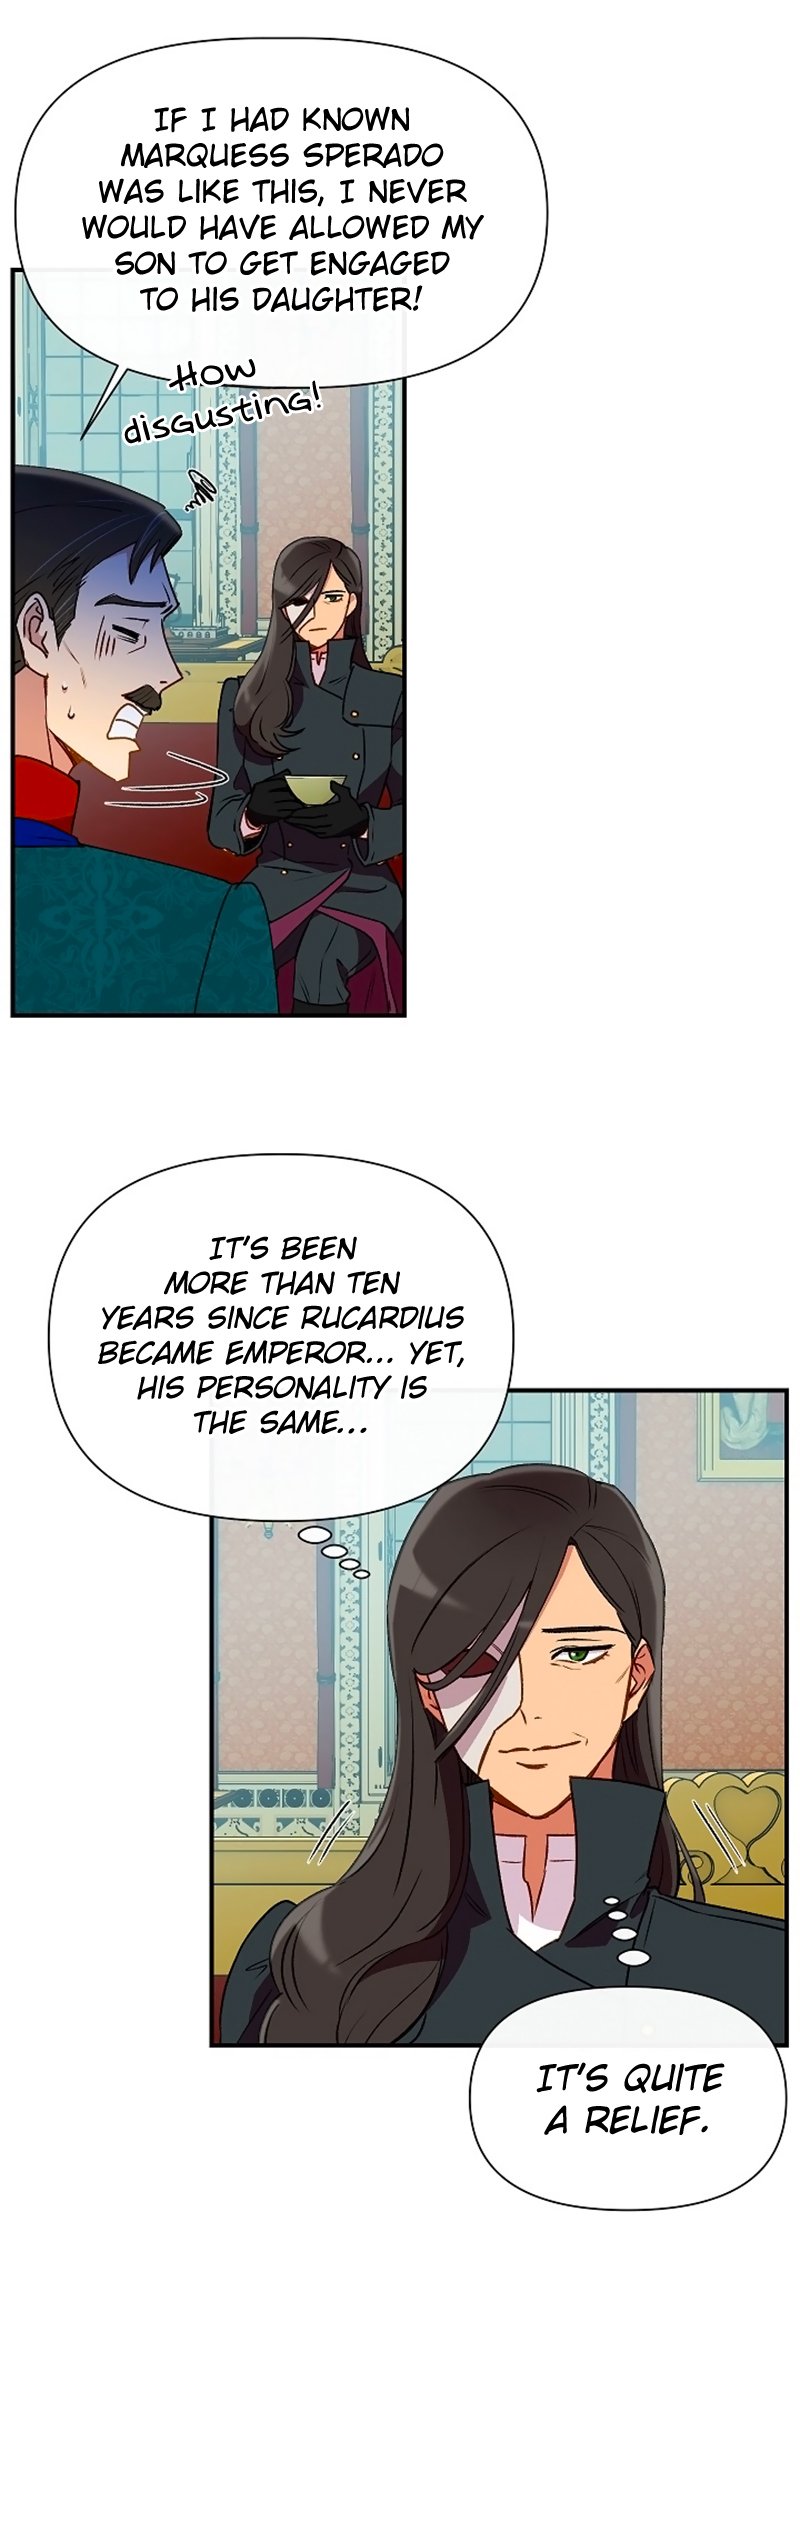 IF I HAD KNOWN
MARQUESS SPERADO
WAS LIKE THIS, I NEVER
WOULD HAVE ALLOWED MY
SON TO GET ENGAGED
TO HIS DAUGHTER!
How
disgusting!
IT'S BEEN
MORE THAN TEN
YEARS SINCE RUCARDIUS
BECAME EMPEROR... YET,
HIS PERSONALITY IS
THE SAME...
IT'S QUITE
A RELIEF.